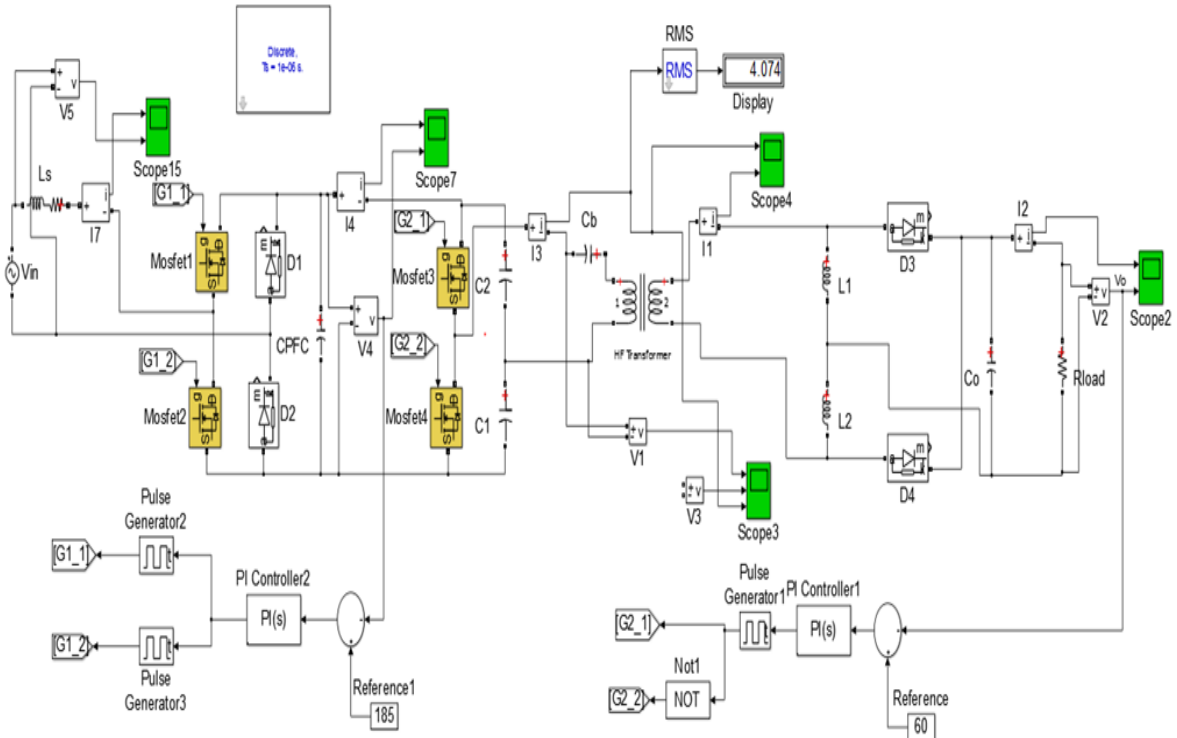 Discrete,
Ts = 1e-06 s.
RMS
RMS
4.074
Display
V5
v
Scope15
Ls
I7
i
[G1_1]
Vin
Mosfet1
g
S
D1
m
I4
i
Scope7
[G2_1]
Mosfet3
g
S
C2
I3
i
Cb
1
2
HF Transformer
I1
i
Scope4
L1
D3
m
I2
i
Vo
V2
v
Scope2
CPFC
V4
v
[G1_2]
Mosfet2
g
S
D2
m
[G2_2]
Mosfet4
g
S
C1
V1
v
V3
v
Scope3
L2
D4
m
Co
Rload
Pulse
Generator2
[G1_1]
PI Controller2
PI(s)
[G1_2]
Pulse
Generator3
Reference1
185
Pulse
Generator1
PI Controller1
PI(s)
[G2_1]
Not1
NOT
[G2_2]
Reference
60